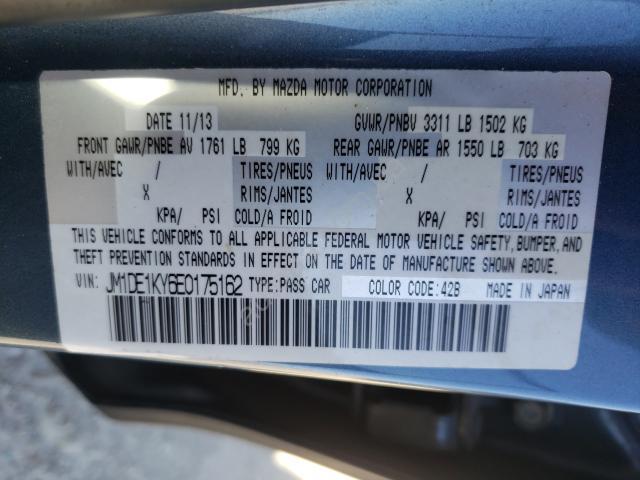 MFD. BY MAZDA MOTOR CORPORATION
DATE 11/13 GVWR/PNBV 3311 LB 1502 KG
FRONT GAWR/PNBE AV 1761 LB 799 KG REAR GAWR/PNBE AR 1550 LB 703 KG
WITH/AVEC / TIRES/PNEUS WITH/AVEC / TIRES/PNEUS
X RIMS/JANTES X RIMS/JANTES
KPA/ PSI COLD/A FROID KPA/ PSI COLD/A FROID
THIS VEHICLE CONFORMS TO ALL APPLICABLE FEDERAL MOTOR VEHICLE SAFETY, BUMPER, AND
THEFT PREVENTION STANDARDS IN EFFECT ON THE DATE OF MANUFACTURE SHOWN ABOVE.
VIN: JM1DE1KY6E0175162 TYPE: PASS CAR COLOR CODE: 42B MADE IN JAPAN